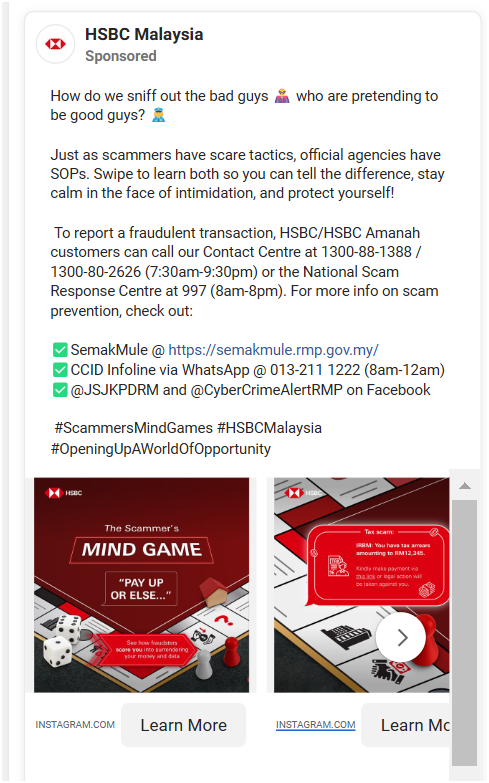 HSBC Malaysia
Sponsored
How do we sniff out the bad guys 🦹 who are pretending to
be good guys? 👮
Just as scammers have scare tactics, official agencies have
SOPs. Swipe to learn both so you can tell the difference, stay
calm in the face of intimidation, and protect yourself!
To report a fraudulent transaction, HSBC/HSBC Amanah
customers can call our Contact Centre at 1300-88-1388 /
1300-80-2626 (7:30am-9:30pm) or the National Scam
Response Centre at 997 (8am-8pm). For more info on scam
prevention, check out:
✅ SemakMule @ https://semakmule.rmp.gov.my/
✅ CCID Infoline via WhatsApp @ 013-211 1222 (8am-12am)
✅ @JSJKPDRM and @CyberCrimeAlertRMP on Facebook
#ScammersMindGames #HSBCMalaysia
#OpeningUpAWorldOfOpportunity
HSBC
The Scammer's
MIND GAME
"PAY UP
OR ELSE..."
See how fraudsters
scare you into surrendering
your money and data
HSBC
Tax scam:
IRBM: You have tax arrears
amounting to RM12,345.
Kindly make payment via
this link or legal action will
be taken against you.
INSTAGRAM.COM
Learn More
INSTAGRAM.COM
Learn Mo